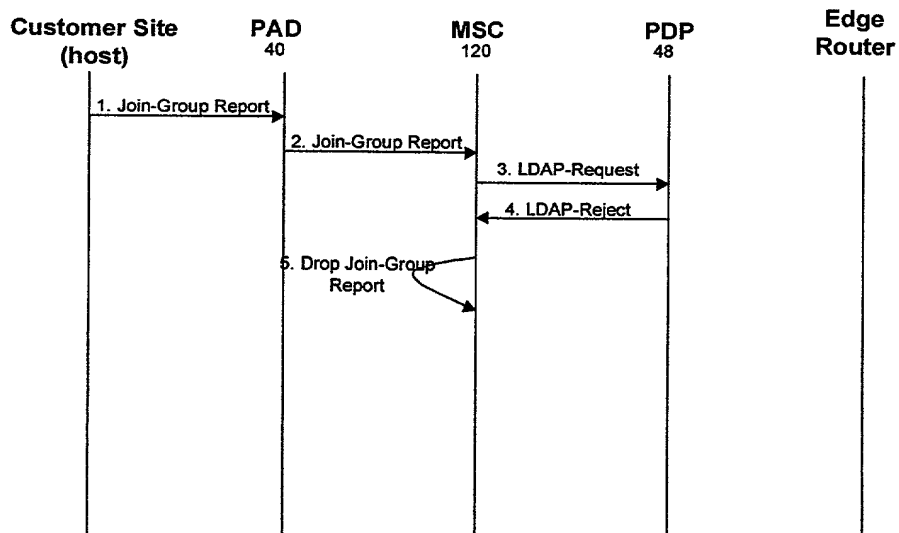 Customer Site
(host)
PAD
40
MSC
120
PDP
48
Edge
Router
1. Join-Group Report
2. Join-Group Report
3. LDAP-Request
4. LDAP-Reject
5. Drop Join-Group
Report